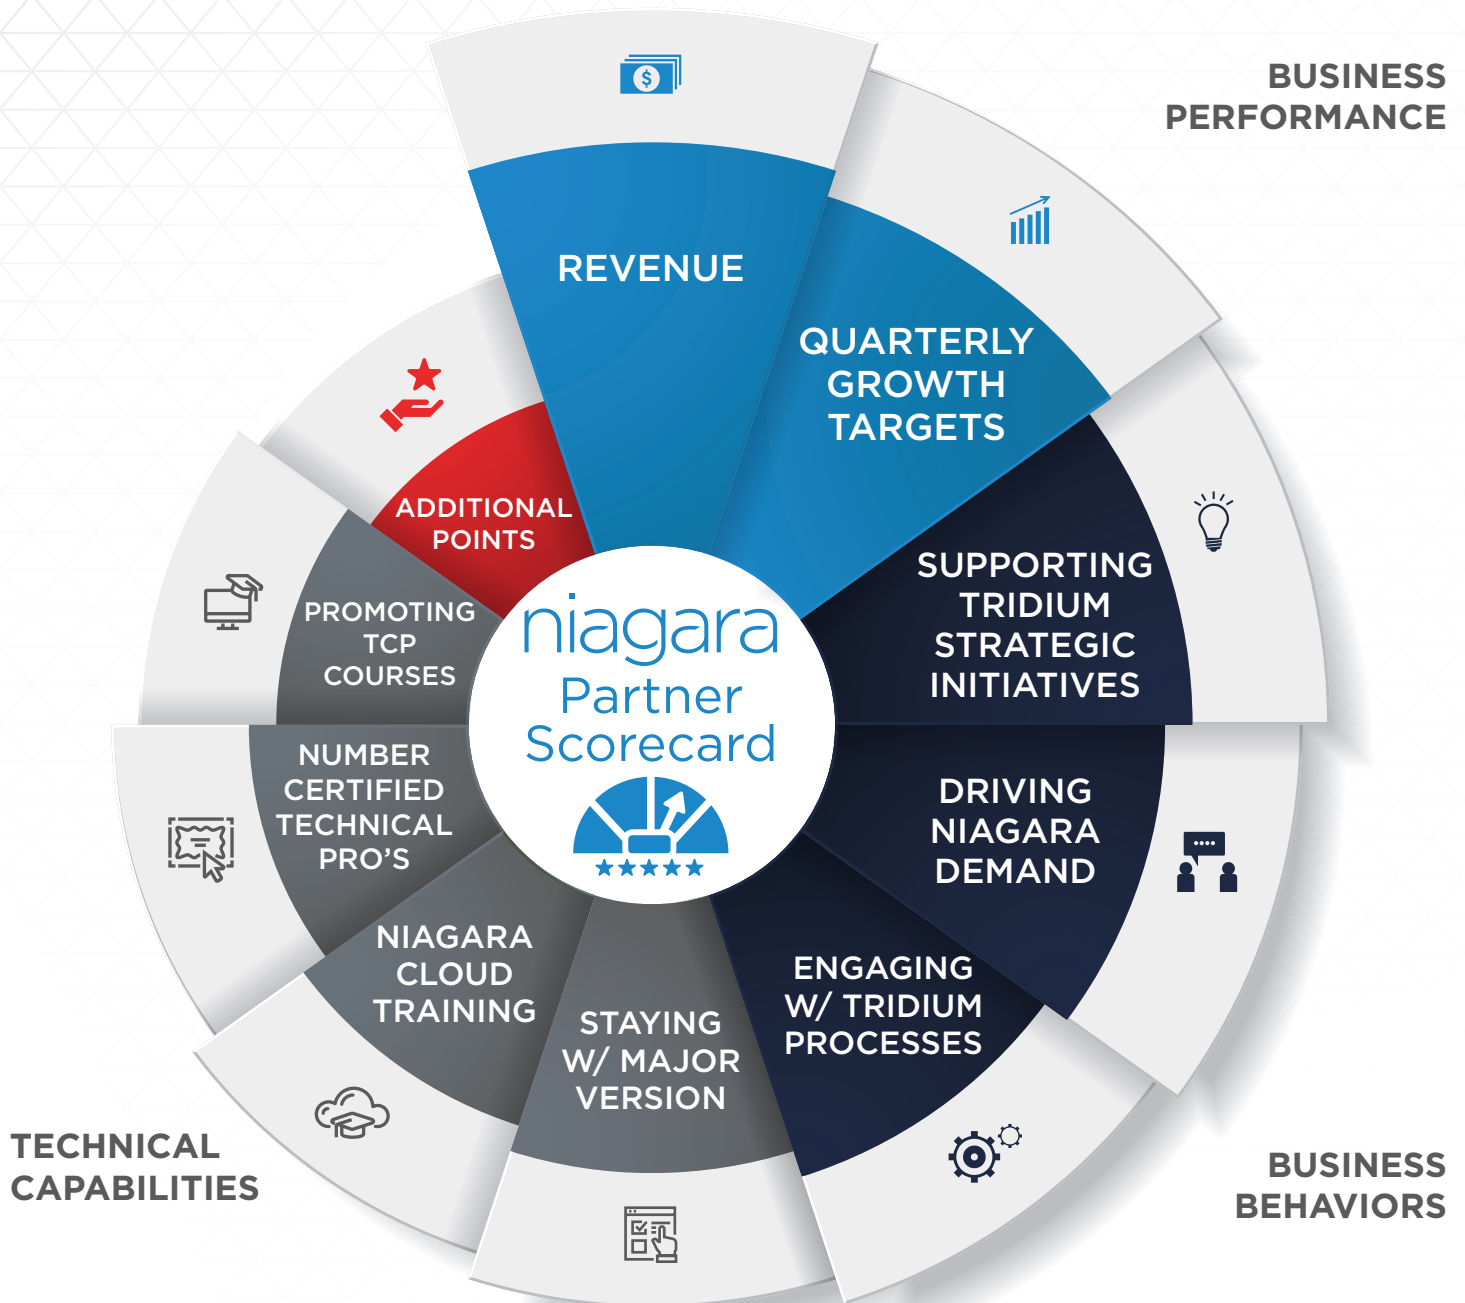 BUSINESS
PERFORMANCE
REVENUE
QUARTERLY
GROWTH
TARGETS
SUPPORTING
TRIDIUM
STRATEGIC
INITIATIVES
DRIVING
NIAGARA
DEMAND
ENGAGING
W/ TRIDIUM
PROCESSES
BUSINESS
BEHAVIORS
STAYING
W/ MAJOR
VERSION
NIAGARA
CLOUD
TRAINING
NUMBER
CERTIFIED
TECHNICAL
PRO'S
PROMOTING
TCP
COURSES
TECHNICAL
CAPABILITIES
ADDITIONAL
POINTS
niagara
Partner
Scorecard